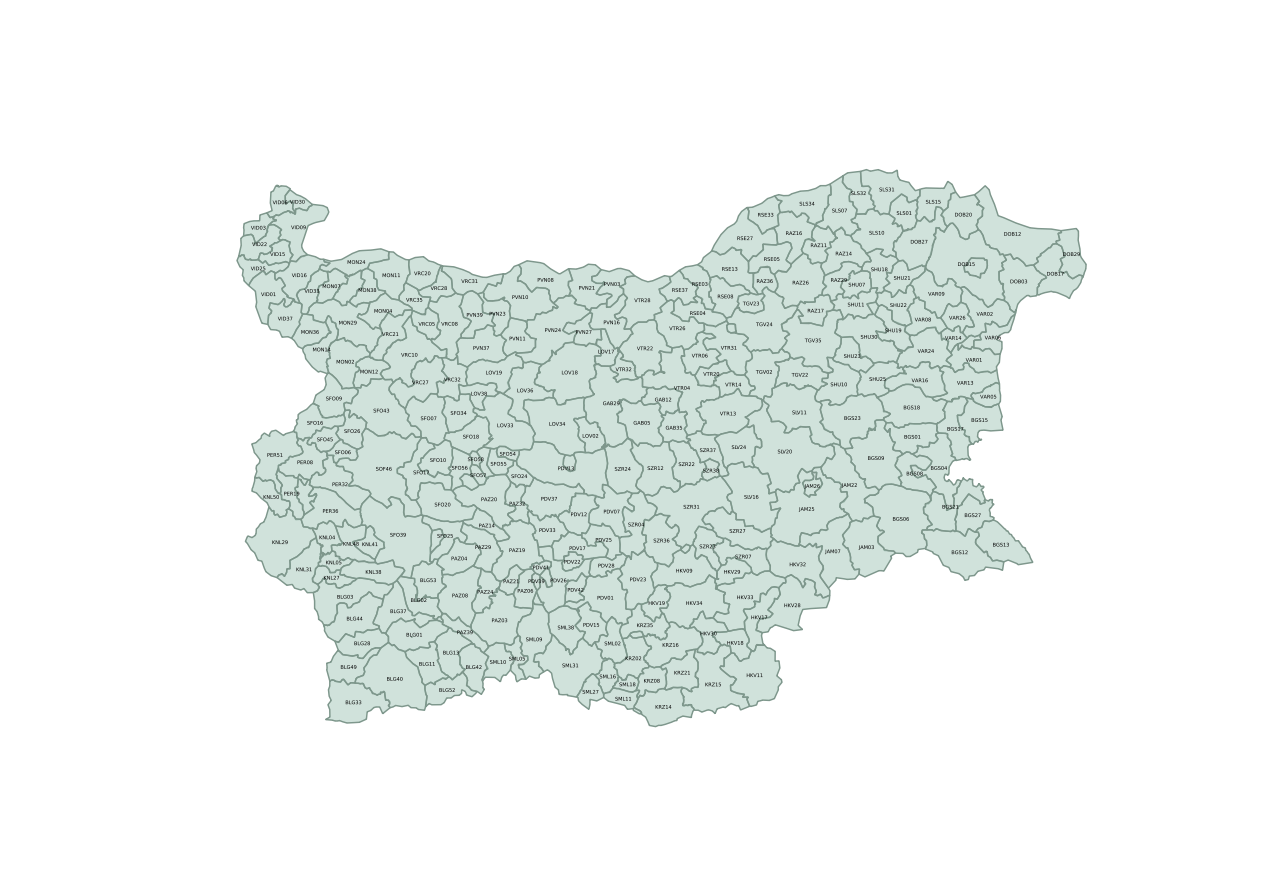 SLS31
SLS32
VID06
VID30
SLS15
SLS34
SLS07
SLS01
RSE33
DOB20
VID03
VID09
RAZ16
SLS10
DOB12
RSE27
VID22
RAZ11
DOB27
VID15
RAZ14
DOB29
MON24
RSE05
VID25
RSE13
SHU18
DOB15
MON11
VRC20
VID16
DOB17
SHU21
PVN08
VRC31
RAZ36
RAZ26
RAZ29
DOB03
SHU07
RSE03
PVN03
MON07
VRC28
PVN21
RSE37
VID33
MON38
VID01
VAR09
RSE08
PVN10
VRC35
VTR28
TGV23
SHU11
SHU22
MON04
RAZ17
RSE04
PVN39
PVN23
VAR02
VID37
VAR26
VAR08
MON29
VRC05
VRC08
PVN16
TGV24
VTR26
PVN24
SHU19
MON36
PVN27
VRC21
SHU30
VAR14
VAR06
PVN11
TGV35
PVN37
VTR22
VTR31
MON14
LOV17
VAR24
VRC10
VTR06
SHU23
VAR01
MON02
VTR32
MON12
LOV19
LOV18
TGV02
VTR20
TGV22
SHU25
VAR16
VRC32
VRC27
VAR13
VTR14
SHU10
VTR04
LOV36
LOV38
VAR05
SFO09
GAB12
GAB29
BGS18
SFO43
SFO34
SLV11
VTR13
SFO07
BGS23
BGS15
SFO16
GAB05
LOV34
LOV33
GAB35
BGS17
SFO26
LOV02
SFO18
BGS01
SFO45
SLV24
SZR37
SFO06
SLV20
SFO54
PER51
BGS09
SFO10
PER08
SFO55
SZR22
SFO56
PDV13
SZR12
SZR24
BGS04
SOF46
SZR38
SFO17
BGS08
SFO57
SFO24
PER32
JAM22
JAM26
PER19
KNL50
SLV16
PDV37
PAZ20
PAZ32
SFO20
SZR31
BGS21
JAM25
PER36
PDV07
PDV12
BGS27
BGS06
SZR04
PAZ14
PDV33
SZR27
SFO39
SFO25
KNL04
PDV25
SZR36
KNL29
KNL48
KNL41
BGS13
PAZ29
SZR23
JAM03
PDV17
PAZ19
JAM07
BGS12
SZR07
PAZ04
KNL05
PDV22
HKV32
PDV28
PDV41
KNL31
HKV09
KNL38
HKV29
KNL27
PDV23
BLG53
PAZ21
PDV39
PDV26
PDV42
PAZ06
PAZ24
PAZ08
BLG03
PDV01
HKV33
BLG02
HKV19
HKV34
HKV28
BLG37
BLG44
HKV17
PAZ03
PDV15
KRZ35
SML38
PAZ39
HKV30
BLG01
SML09
BLG28
HKV18
SML02
KRZ16
BLG13
SML05
KRZ02
SML10
BLG11
SML31
BLG49
BLG42
KRZ21
HKV11
SML16
BLG40
KRZ08
SML18
KRZ15
BLG52
SML27
SML11
BLG33
KRZ14